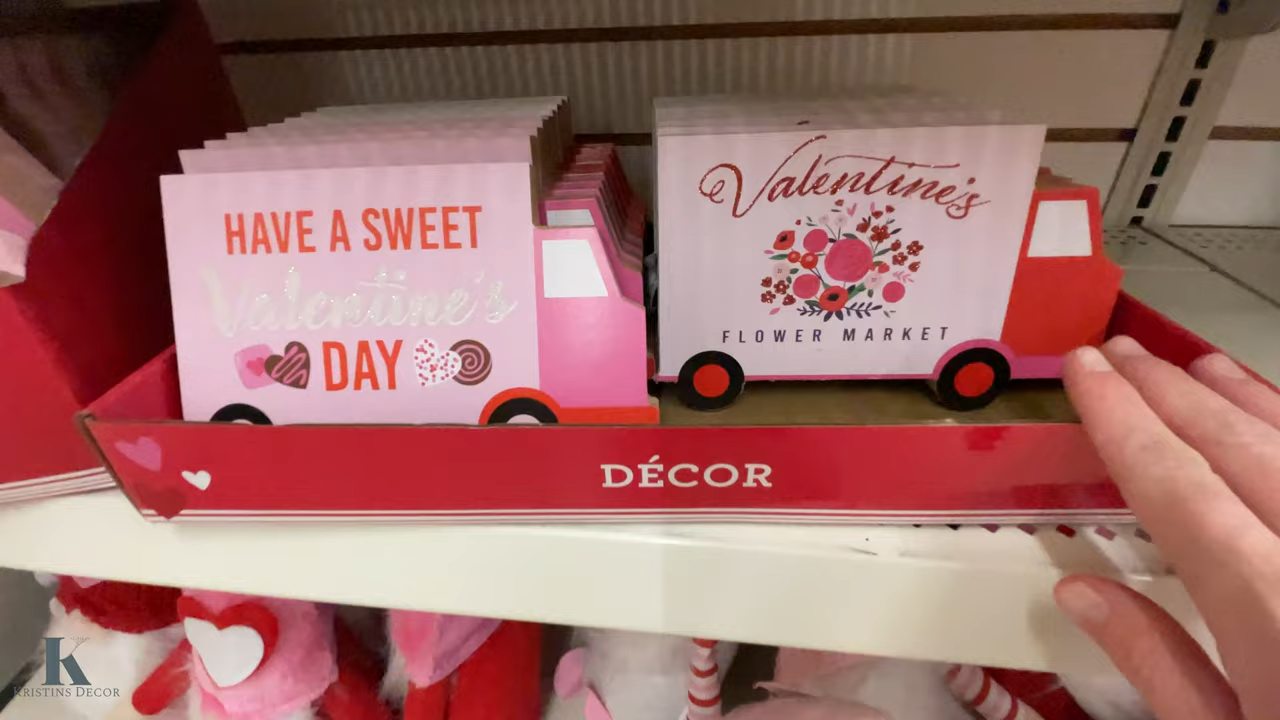 HAVE A SWEET
Valentine's
DAY
Valentine's
FLOWER MARKET
DÉCOR
K
KRISTINS DECOR